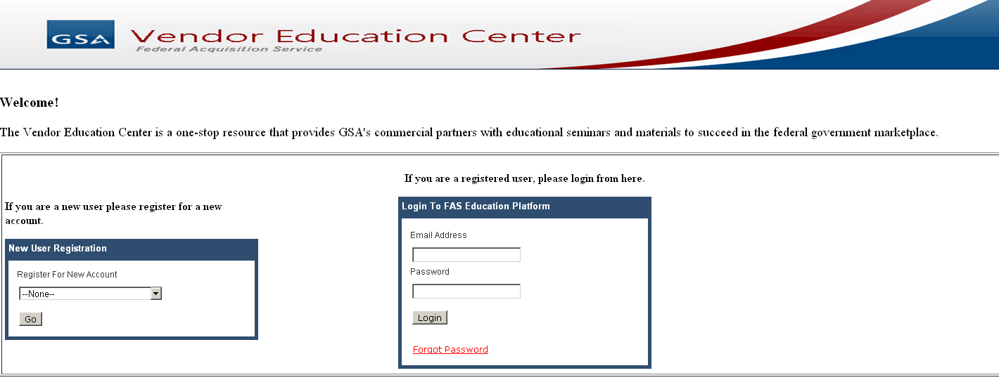 GSA
Vendor Education Center
Federal Acquisition Service
Welcome!
The Vendor Education Center is a one-stop resource that provides GSA's commercial partners with educational seminars and materials to succeed in the federal government marketplace.
If you are a new user please register for a new
account.
New User Registration
Register For New Account
--None--
Go
If you are a registered user, please login from here.
Login To FAS Education Platform
Email Address
Password
Login
Forgot Password